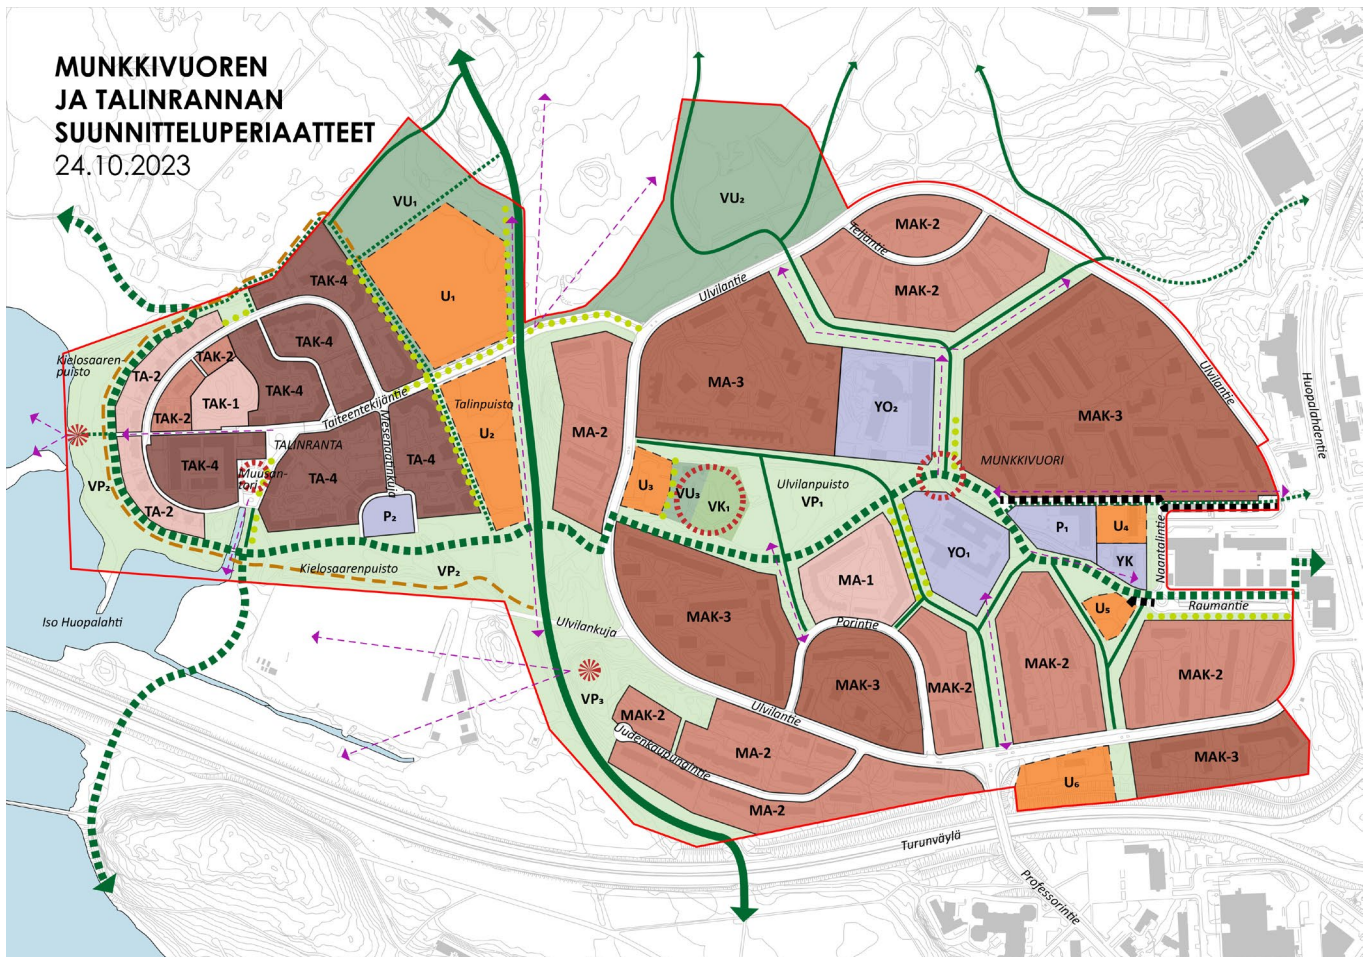 MUNKKIVUOREN
JA TALINRANNAN
SUUNNITTELUPERIAATTEET
24.10.2023
VU₁
VU₂
MAK-2
Teljäntie
MAK-2
TAK-4
U₁
Ulvilantie
TAK-4
TAK-2
Kielosaaren-
puisto
TA-2
TAK-4
TAK-1
TAK-2
Taiteentekijäntie
Talinpuisto
MA-3
YO₂
MAK-3
Ulvilantie
Huopalahdentie
U₂
MA-2
TALINRANTA
Mesenaatinkuja
TA-4
MUNKKIVUORI
TAK-4
Muusan-
tori
TA-4
VP₂
TA-2
P₂
U₃
VU₃
VK₁
Ulvilanpuisto
VP₁
P₁
U₄
YK
Naantalintie
YO₁
Kielosaarenpuisto
VP₂
MA-1
U₅
Raumantie
Iso Huopalahti
Ulvilankuja
MAK-3
Porintie
MAK-2
MAK-2
MAK-3
MAK-2
VP₃
MAK-2
Ulvilantie
Uudenkaupungintie
MA-2
MAK-3
MA-2
U₆
Turunväylä
Professorintie